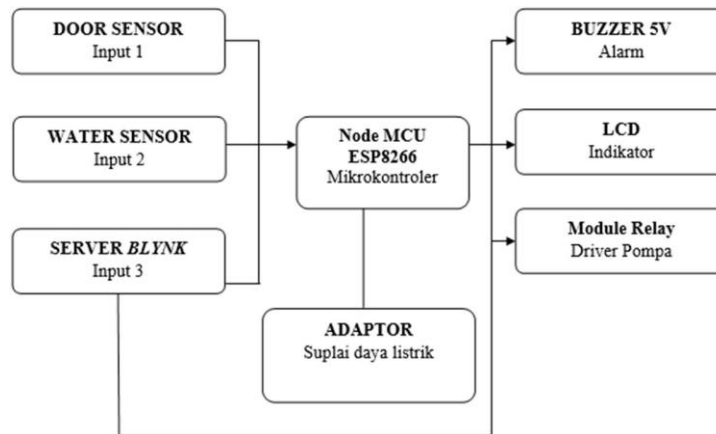 DOOR SENSOR
Input 1
WATER SENSOR
Input 2
SERVER BLYNK
Input 3
Node MCU
ESP8266
Mikrokontroler
ADAPTOR
Suplai daya listrik
BUZZER 5V
Alarm
LCD
Indikator
Module Relay
Driver Pompa